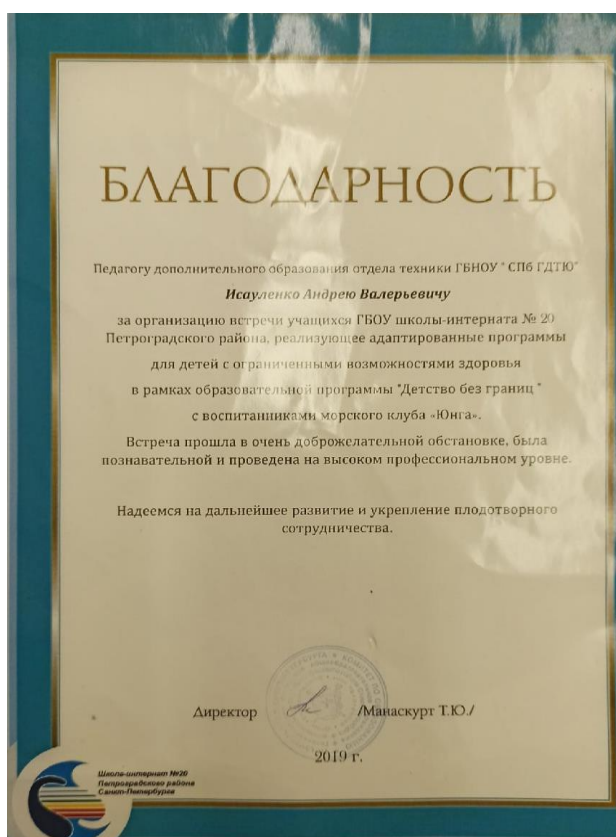 БЛАГОДАРНОСТЬ
Педагогу дополнительного образования отдела техники ГБНОУ " СПб ГДТЮ"
Исауленко Андрею Валерьевичу
за организацию встречи учащихся ГБОУ школы-интерната № 20
Петроградского района, реализующее адаптированные программы
для детей с ограниченными возможностями здоровья
в рамках образовательной программы "Детство без границ "
с воспитанниками морского клуба «Юнга».
Встреча прошла в очень доброжелательной обстановке, была
познавательной и проведена на высоком профессиональном уровне.
Надеемся на дальнейшее развитие и укрепление плодотворного
сотрудничества.
Директор /Манаскурт Т.Ю./
2019 г.
Школа-интернат №20
Петроградского района
Санкт-Петербурга